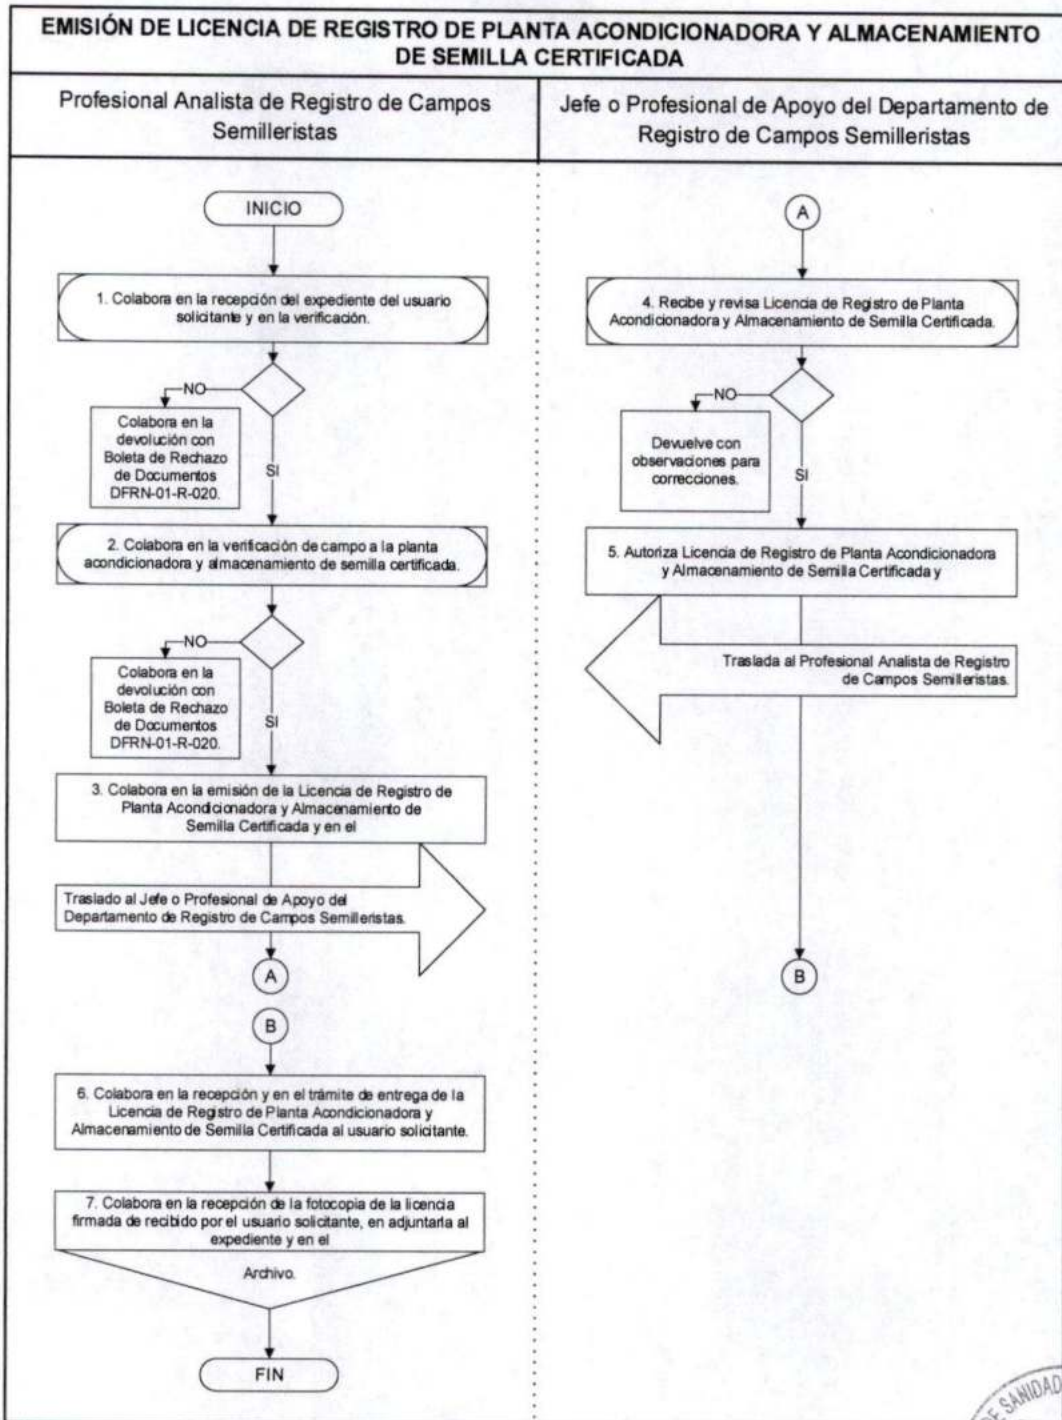 EMISIÓN DE LICENCIA DE REGISTRO DE PLANTA ACONDICIONADORA Y ALMACENAMIENTO
DE SEMILLA CERTIFICADA
Profesional Analista de Registro de Campos
Semilleristas
Jefe o Profesional de Apoyo del Departamento de
Registro de Campos Semilleristas
INICIO
1. Colabora en la recepción del expediente del usuario
solicitante y en la verificación.
NO
Colabora en la
devolución con
Boleta de Rechazo
de Documentos
DFRN-01-R-020.
SI
2. Colabora en la verificación de campo a la planta
acondicionadora y almacenamiento de semilla certificada.
NO
Colabora en la
devolución con
Boleta de Rechazo
de Documentos
DFRN-01-R-020.
SI
3. Colabora en la emisión de la Licencia de Registro de
Planta Acondicionadora y Almacenamiento de
Semilla Certificada y en el
Traslado al Jefe o Profesional de Apoyo del
Departamento de Registro de Campos Semilleristas.
A
B
6. Colabora en la recepción y en el trámite de entrega de la
Licencia de Registro de Planta Acondicionadora y
Almacenamiento de Semilla Certificada al usuario solicitante.
7. Colabora en la recepción de la fotocopia de la licencia
firmada de recibido por el usuario solicitante, en adjuntarla al
expediente y en el
Archivo.
FIN
A
4. Recibe y revisa Licencia de Registro de Planta
Acondicionadora y Almacenamiento de Semilla Certificada.
NO
Devuelve con
observaciones para
correcciones.
SI
5. Autoriza Licencia de Registro de Planta Acondicionadora
y Almacenamiento de Semilla Certificada y
Traslada al Profesional Analista de Registro
de Campos Semilleristas.
B
E SANIDAD